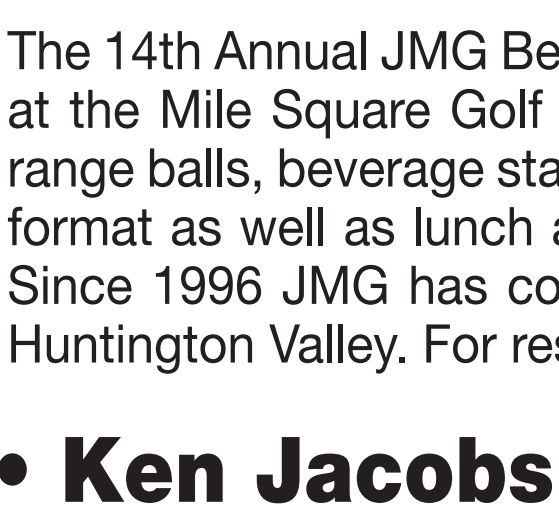 The 14th Annual JMG Be
at the Mile Square Golf
range balls, beverage sta
format as well as lunch a
Since 1996 JMG has co
Huntington Valley. For res
• Ken Jacobs